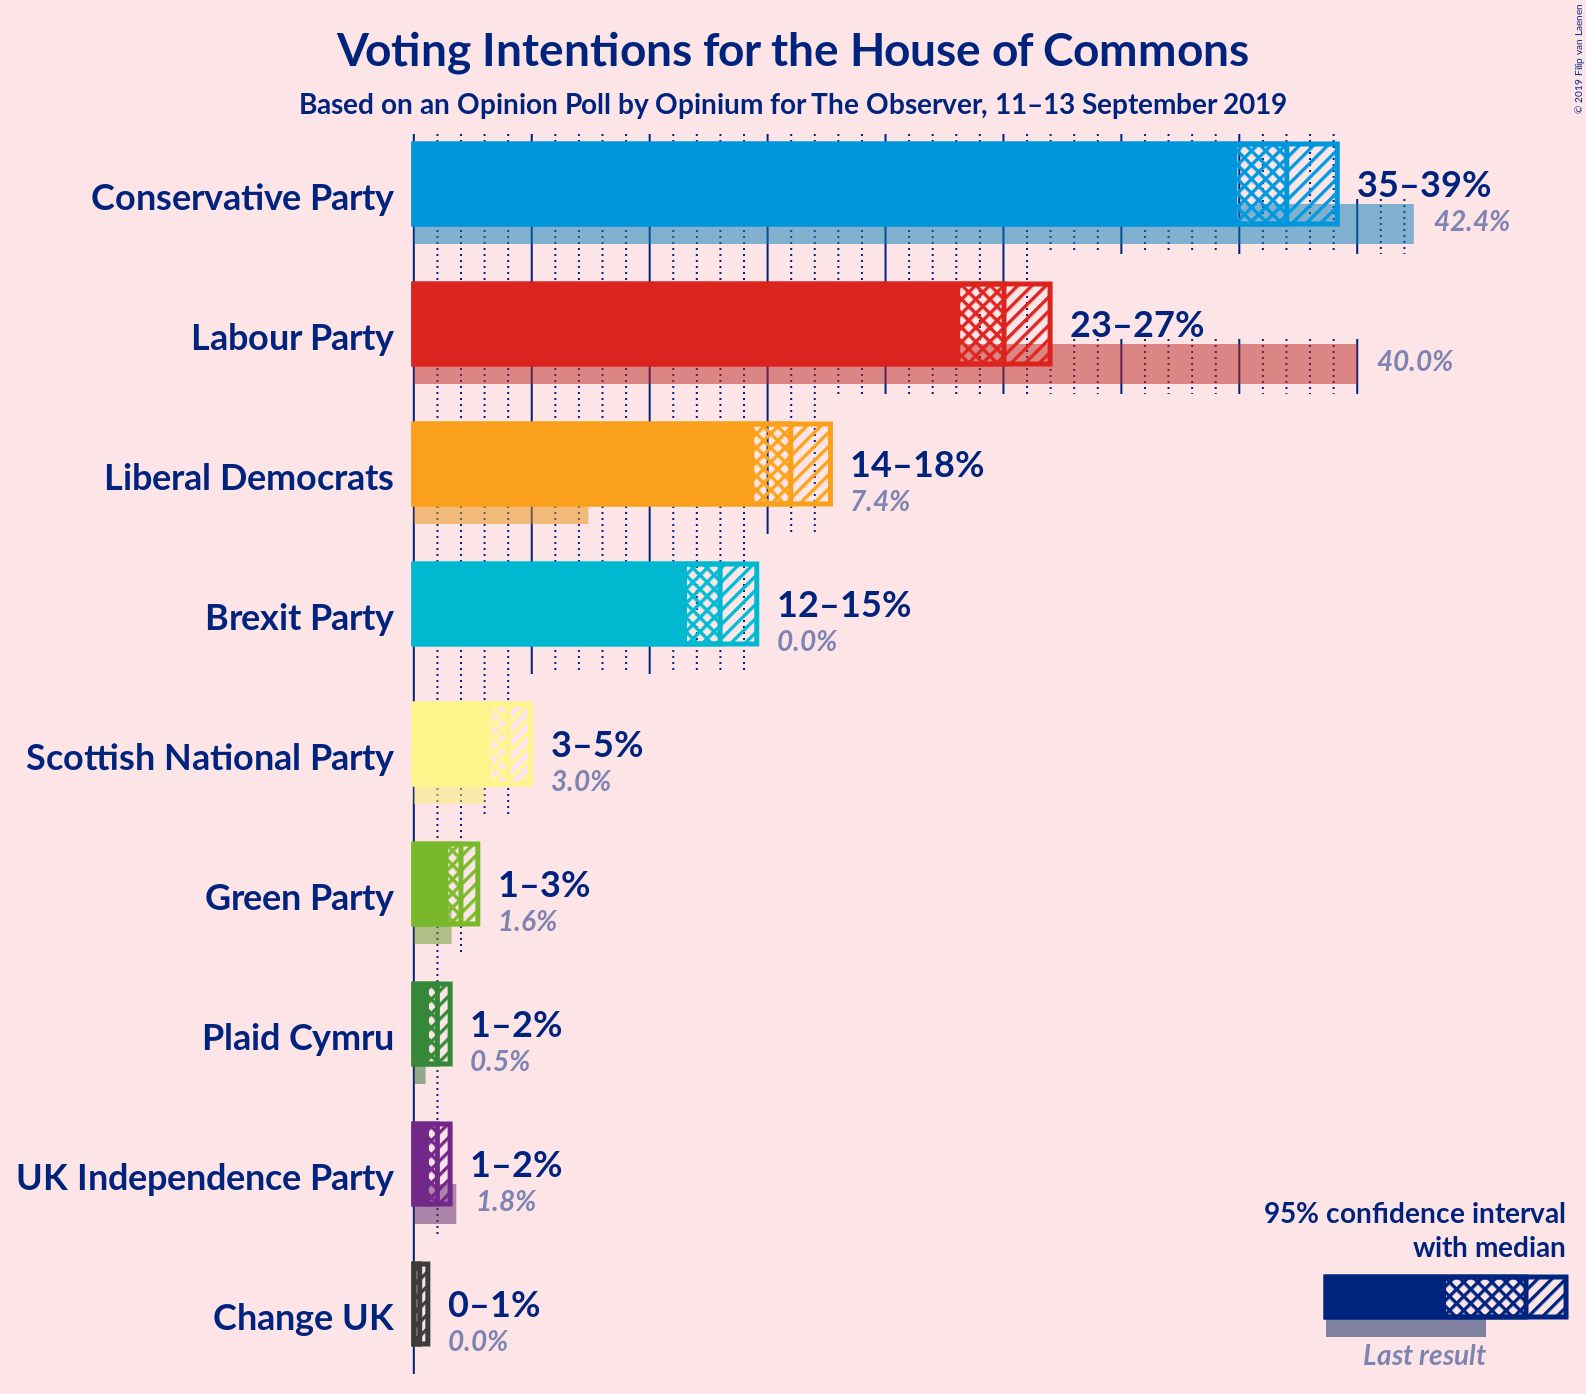 Voting Intentions for the House of Commons
Based on an Opinion Poll by Opinium for The Observer, 11–13 September 2019
© 2019 Filip van Laenen
Conservative Party
35–39%
42.4%
Labour Party
23–27%
40.0%
Liberal Democrats
14–18%
7.4%
Brexit Party
12–15%
0.0%
Scottish National Party
3–5%
3.0%
Green Party
1–3%
1.6%
Plaid Cymru
1–2%
0.5%
UK Independence Party
1–2%
1.8%
Change UK
0–1%
0.0%
95% confidence interval
with median
Last result